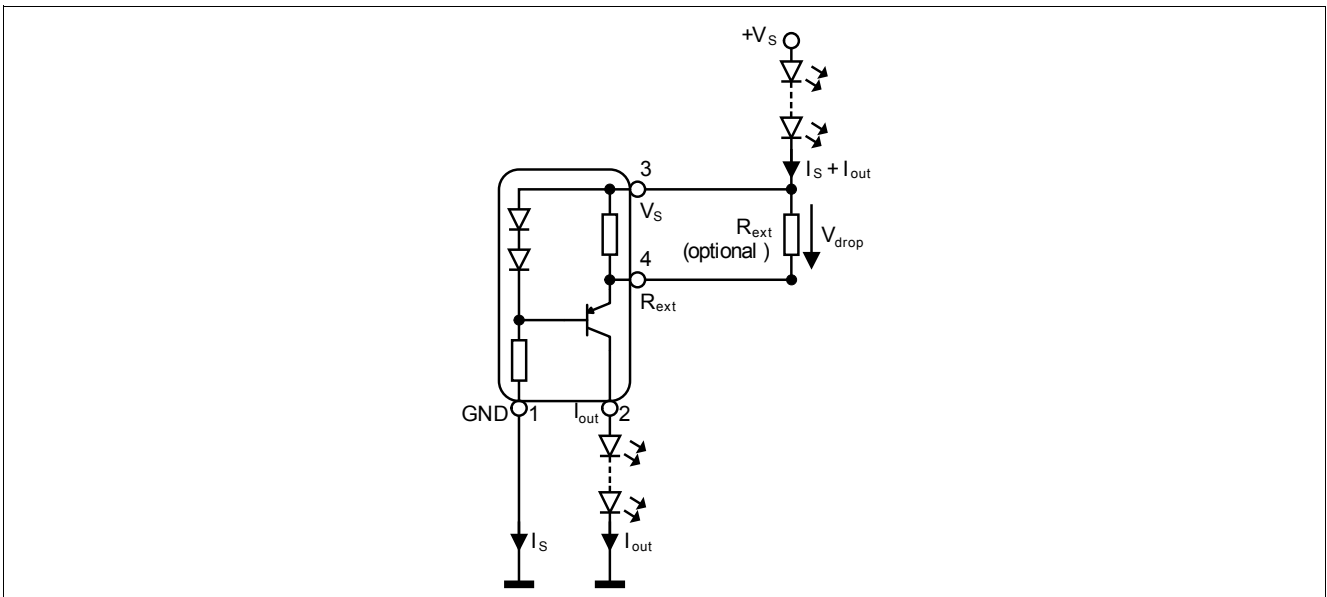 +VS
IS + Iout
3
VS
Rext
(optional )
Vdrop
4
Rext
GND
1
Iout
2
IS
Iout